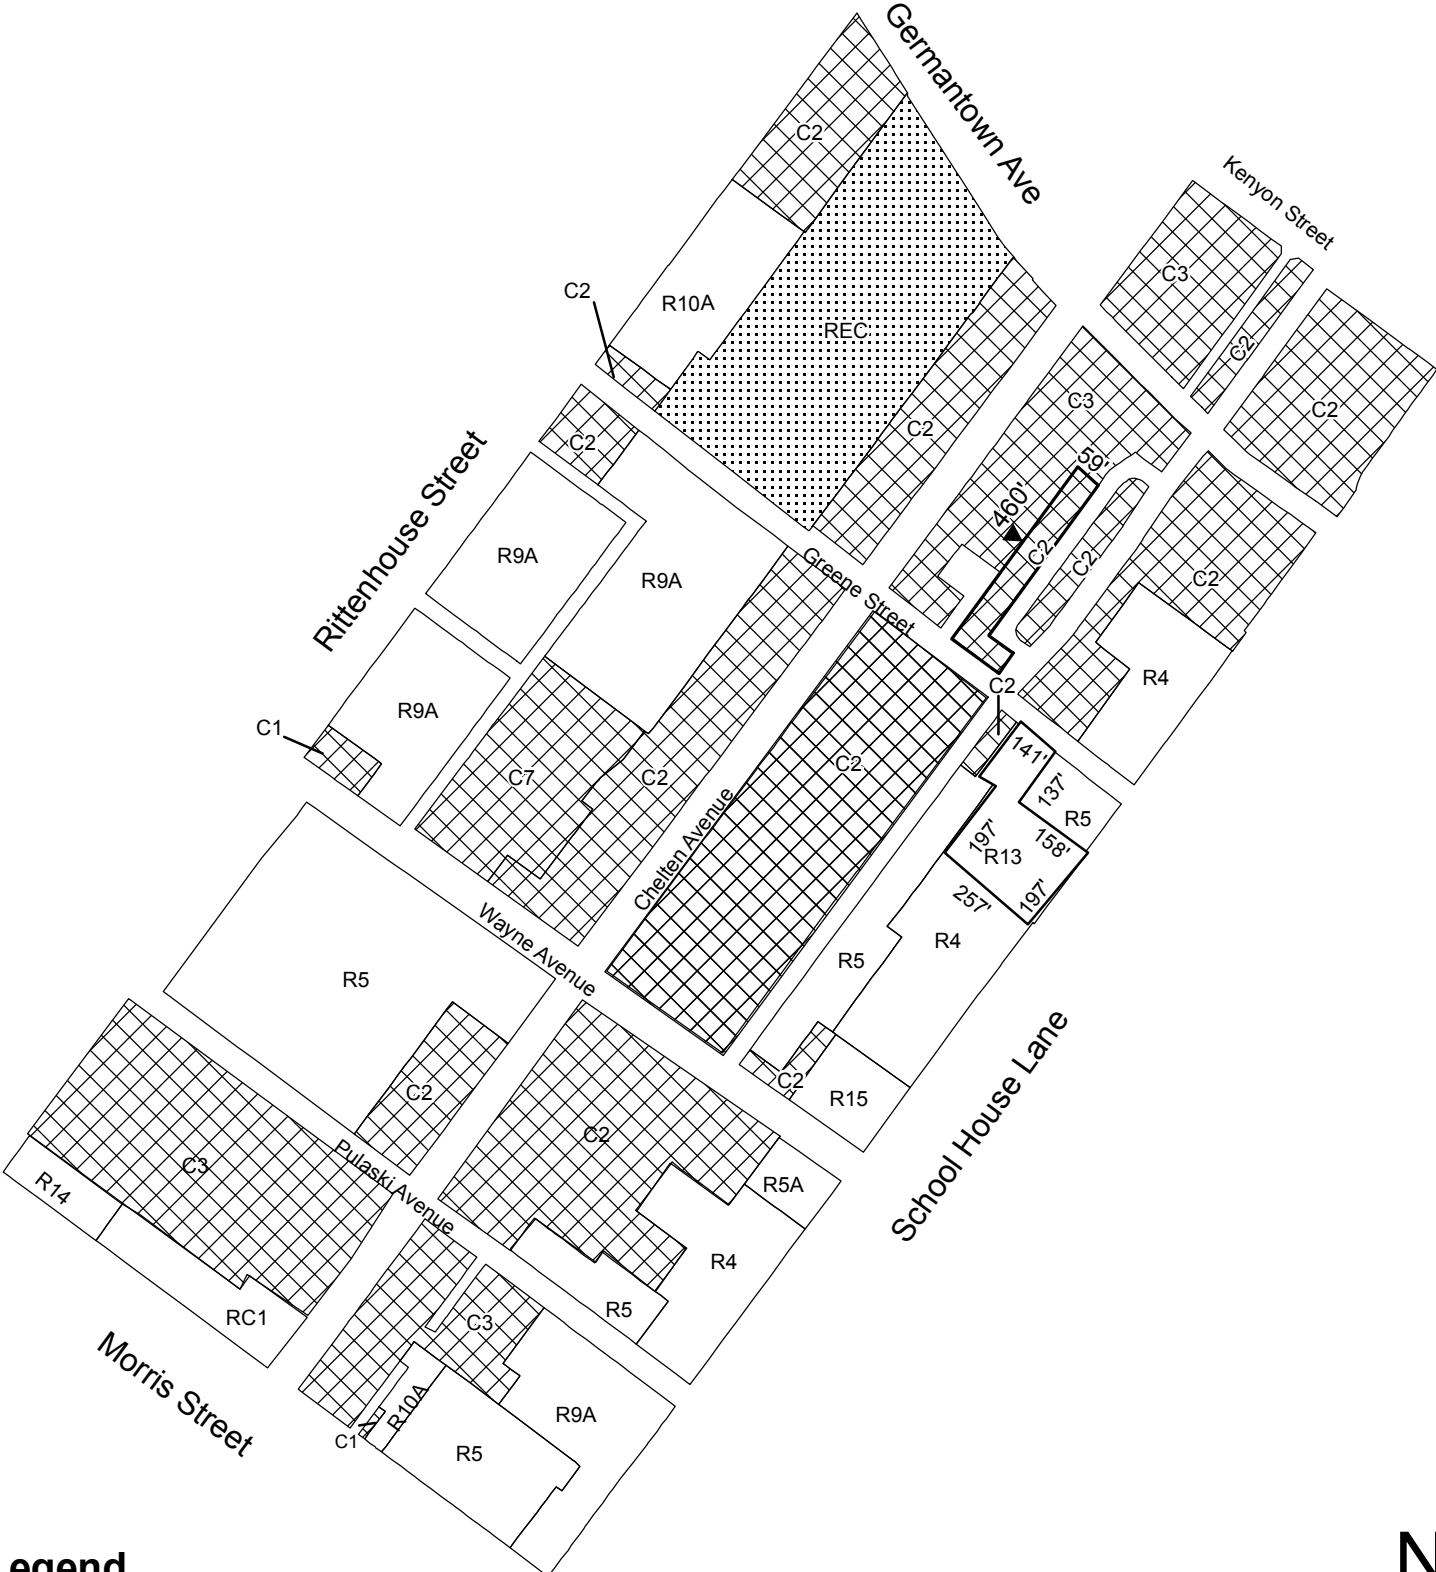 Germantown Ave
Kenyon Street
C2
C3
C2
C2
R10A
REC
C2
C2
C3
C2
C2
59'
460'
C2
C2
C2
Rittenhouse Street
R9A
R9A
Greene Street
R4
C2
R9A
C1
C7
C2
C2
141'
137'
R5
197'
R13
158'
257'
197'
Chelten Avenue
Wayne Avenue
R4
R5
R5
C2
C2
R15
School House Lane
C2
C3
Pulaski Avenue
R14
R5A
R4
R5
RC1
C3
Morris Street
R10A
R9A
C1
R5
egend
N